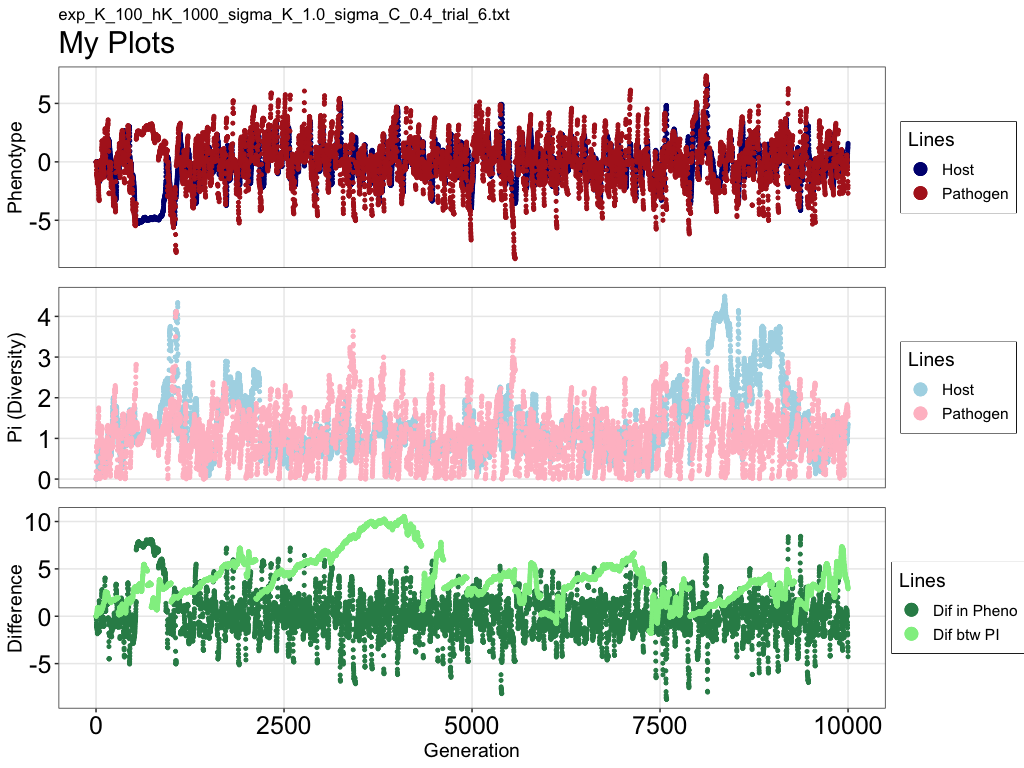 exp_K_100_hK_1000_sigma_K_1.0_sigma_C_0.4_trial_6.txt
My Plots
Phenotype
5
0
-5
Lines
Host
Pathogen
Pi (Diversity)
4
3
2
1
0
Lines
Host
Pathogen
Difference
10
5
0
-5
Lines
Dif in Pheno
Dif btw PI
0 2500 5000 7500 10000
Generation